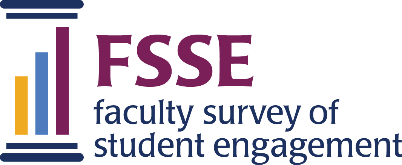 FSSE
faculty survey of
student engagement